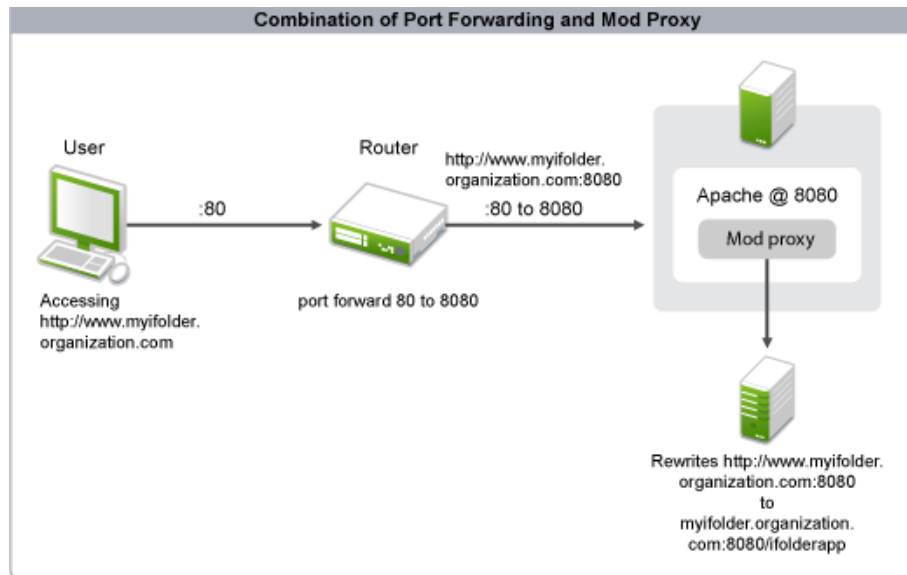 Combination of Port Forwarding and Mod Proxy
User
:80
Accessing
http://www.myifolder.
organization.com
Router
port forward 80 to 8080
http://www.myifolder.
organization.com:8080
:80 to 8080
Apache @ 8080
Mod proxy
Rewrites http://www.myifolder.
organization.com:8080
to
myifolder.organization.
com:8080/ifolderapp